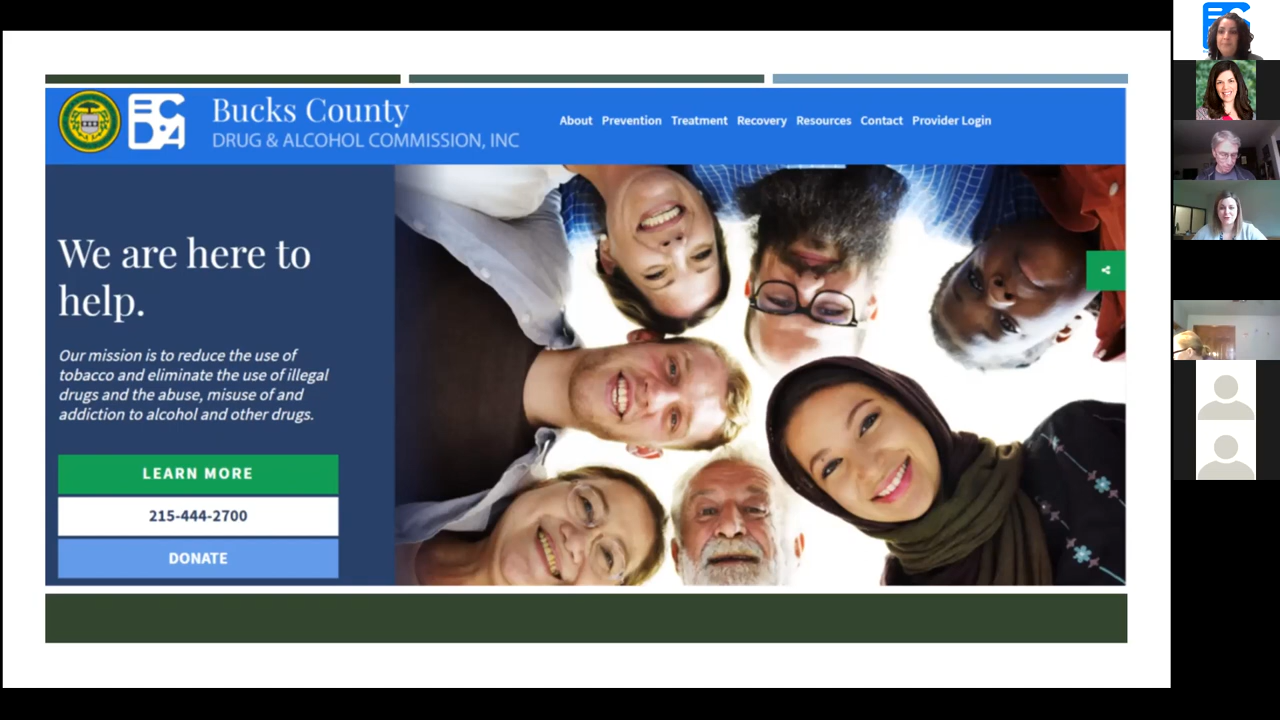 Bucks County
DRUG & ALCOHOL COMMISSION, INC
About Prevention Treatment Recovery Resources Contact Provider Login
We are here to
help.
Our mission is to reduce the use of
tobacco and eliminate the use of illegal
drugs and the abuse, misuse of and
addiction to alcohol and other drugs.
LEARN MORE
215-444-2700
DONATE